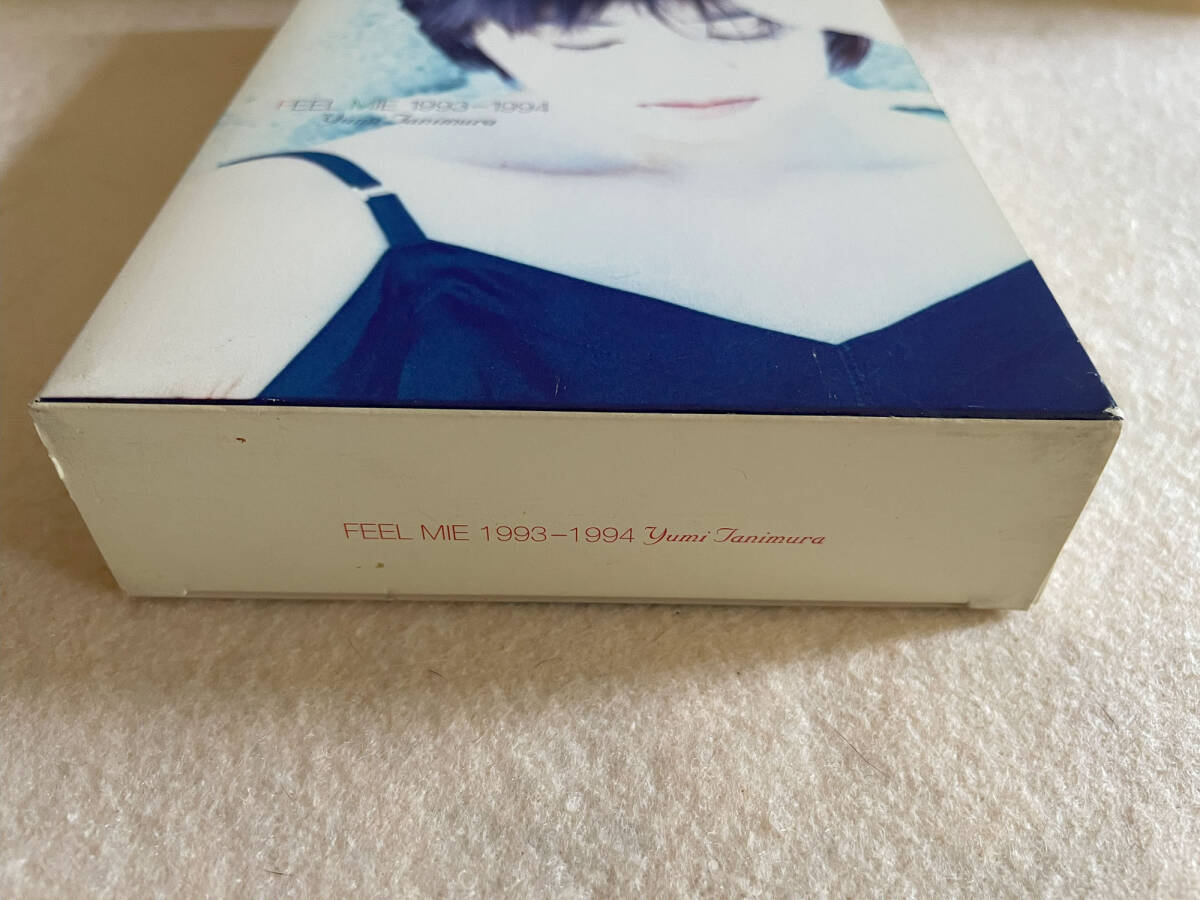 FEEL MIE 1993-1994
Yumi Tanimura
FEEL MIE 1993-1994 Yumi Tanimura